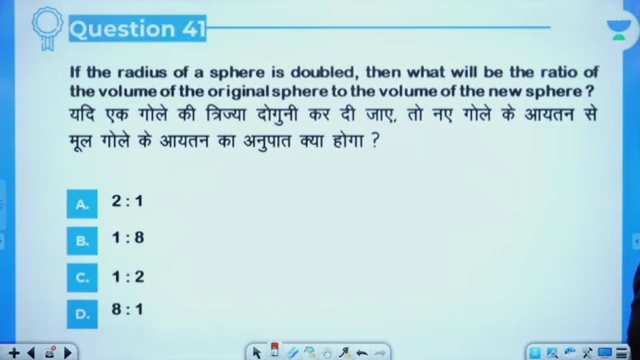 Question 41
If the radius of a sphere is doubled, then what will be the ratio of
the volume of the original sphere to the volume of the new sphere ?
यदि एक गोले की त्रिज्या दोगुनी कर दी जाए, तो नए गोले के आयतन से
मूल गोले के आयतन का अनुपात क्या होगा ?
A. 2 : 1
B. 1 : 8
C. 1 : 2
D. 8 : 1